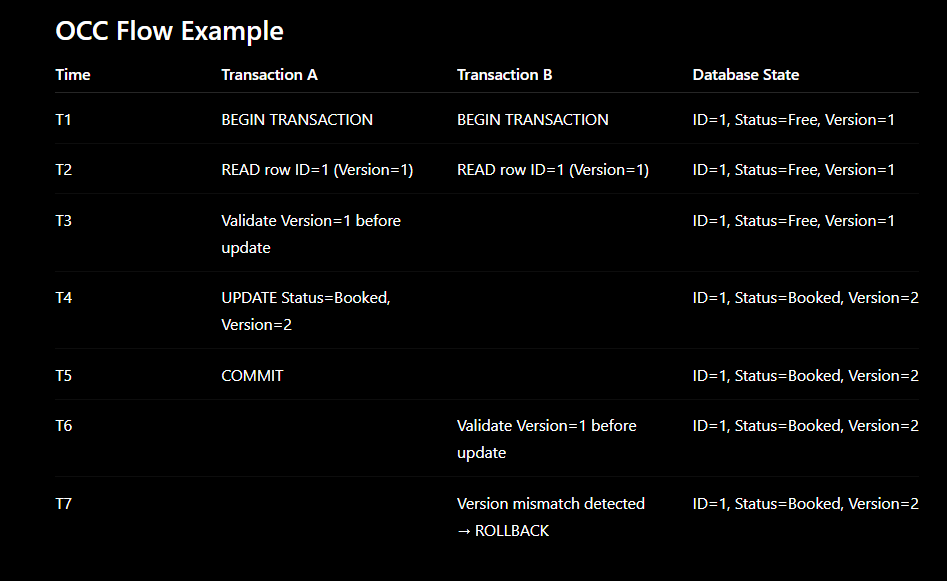 OCC Flow Example
Time Transaction A Transaction B Database State
T1 BEGIN TRANSACTION BEGIN TRANSACTION ID=1, Status=Free, Version=1
T2 READ row ID=1 (Version=1) READ row ID=1 (Version=1) ID=1, Status=Free, Version=1
T3 Validate Version=1 before ID=1, Status=Free, Version=1
update
T4 UPDATE Status=Booked, ID=1, Status=Booked, Version=2
Version=2
T5 COMMIT ID=1, Status=Booked, Version=2
T6 Validate Version=1 before ID=1, Status=Booked, Version=2
update
T7 Version mismatch detected ID=1, Status=Booked, Version=2
→ ROLLBACK